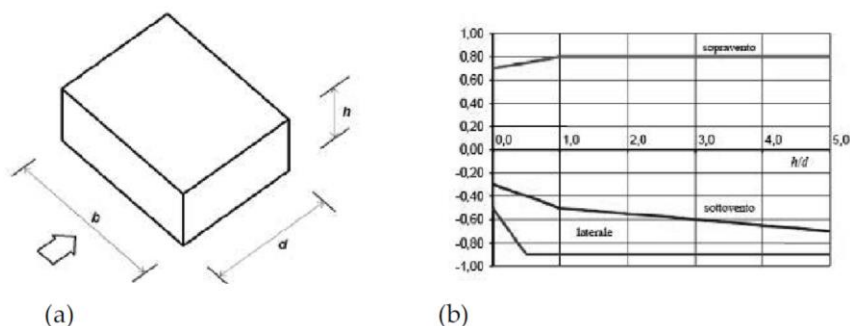 h
b
d
(a)
1,00
0,80
0,60
0,40
0,20
0,00
-0,20
-0,40
-0,60
-0,80
-1,00
sopravento
0,0 1,0 2,0 3,0 4,0 5,0
h/d
sottovento
laterale
(b)